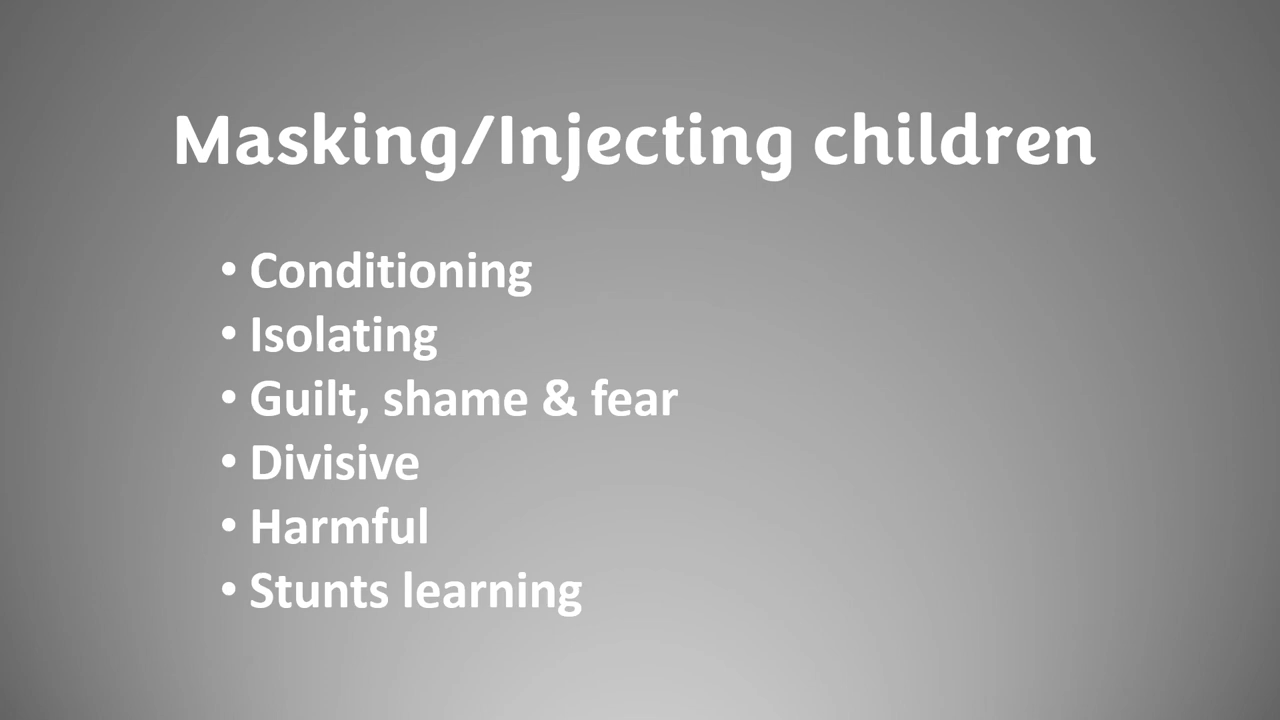 Masking/Injecting children
• Conditioning
• Isolating
• Guilt, shame & fear
• Divisive
• Harmful
• Stunts learning